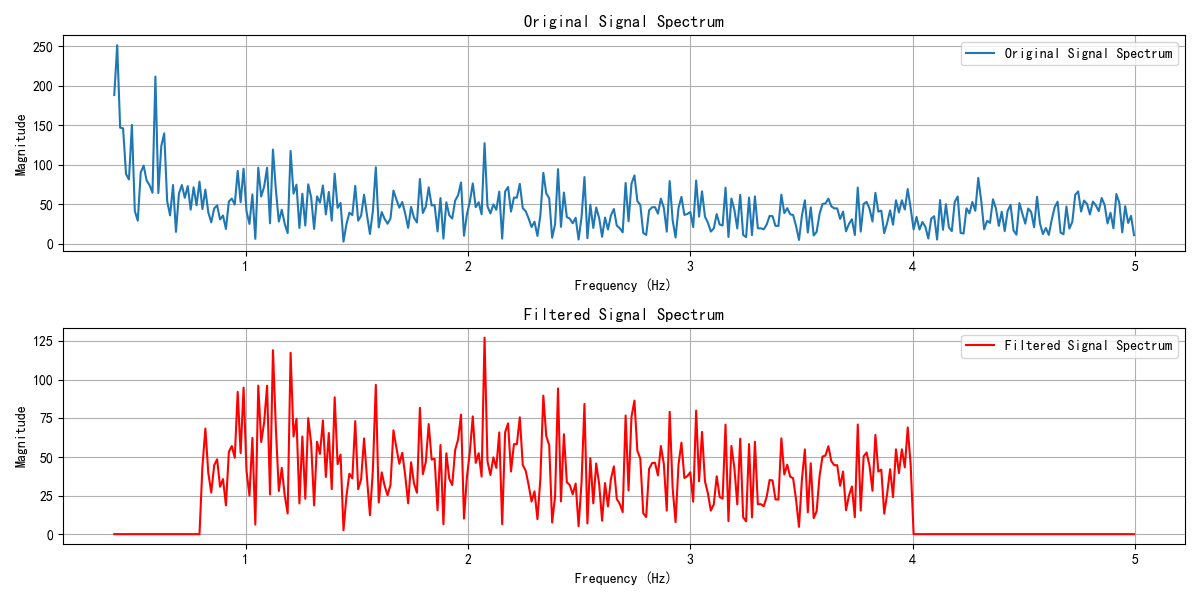 Original Signal Spectrum
Original Signal Spectrum
Magnitude
250
200
150
100
50
0
1
2
3
4
5
Frequency (Hz)
Filtered Signal Spectrum
Filtered Signal Spectrum
Magnitude
125
100
75
50
25
0
1
2
3
4
5
Frequency (Hz)